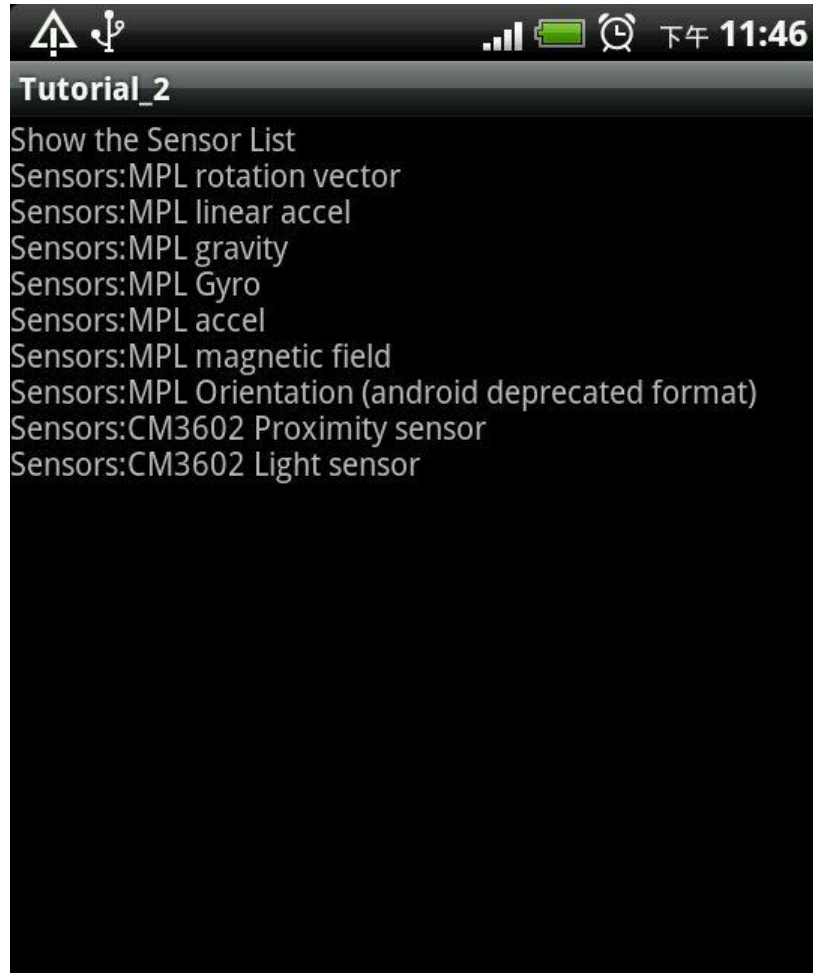 下午 11:46
Tutorial_2
Show the Sensor List
Sensors:MPL rotation vector
Sensors:MPL linear accel
Sensors:MPL gravity
Sensors:MPL Gyro
Sensors:MPL accel
Sensors:MPL magnetic field
Sensors:MPL Orientation (android deprecated format)
Sensors:CM3602 Proximity sensor
Sensors:CM3602 Light sensor